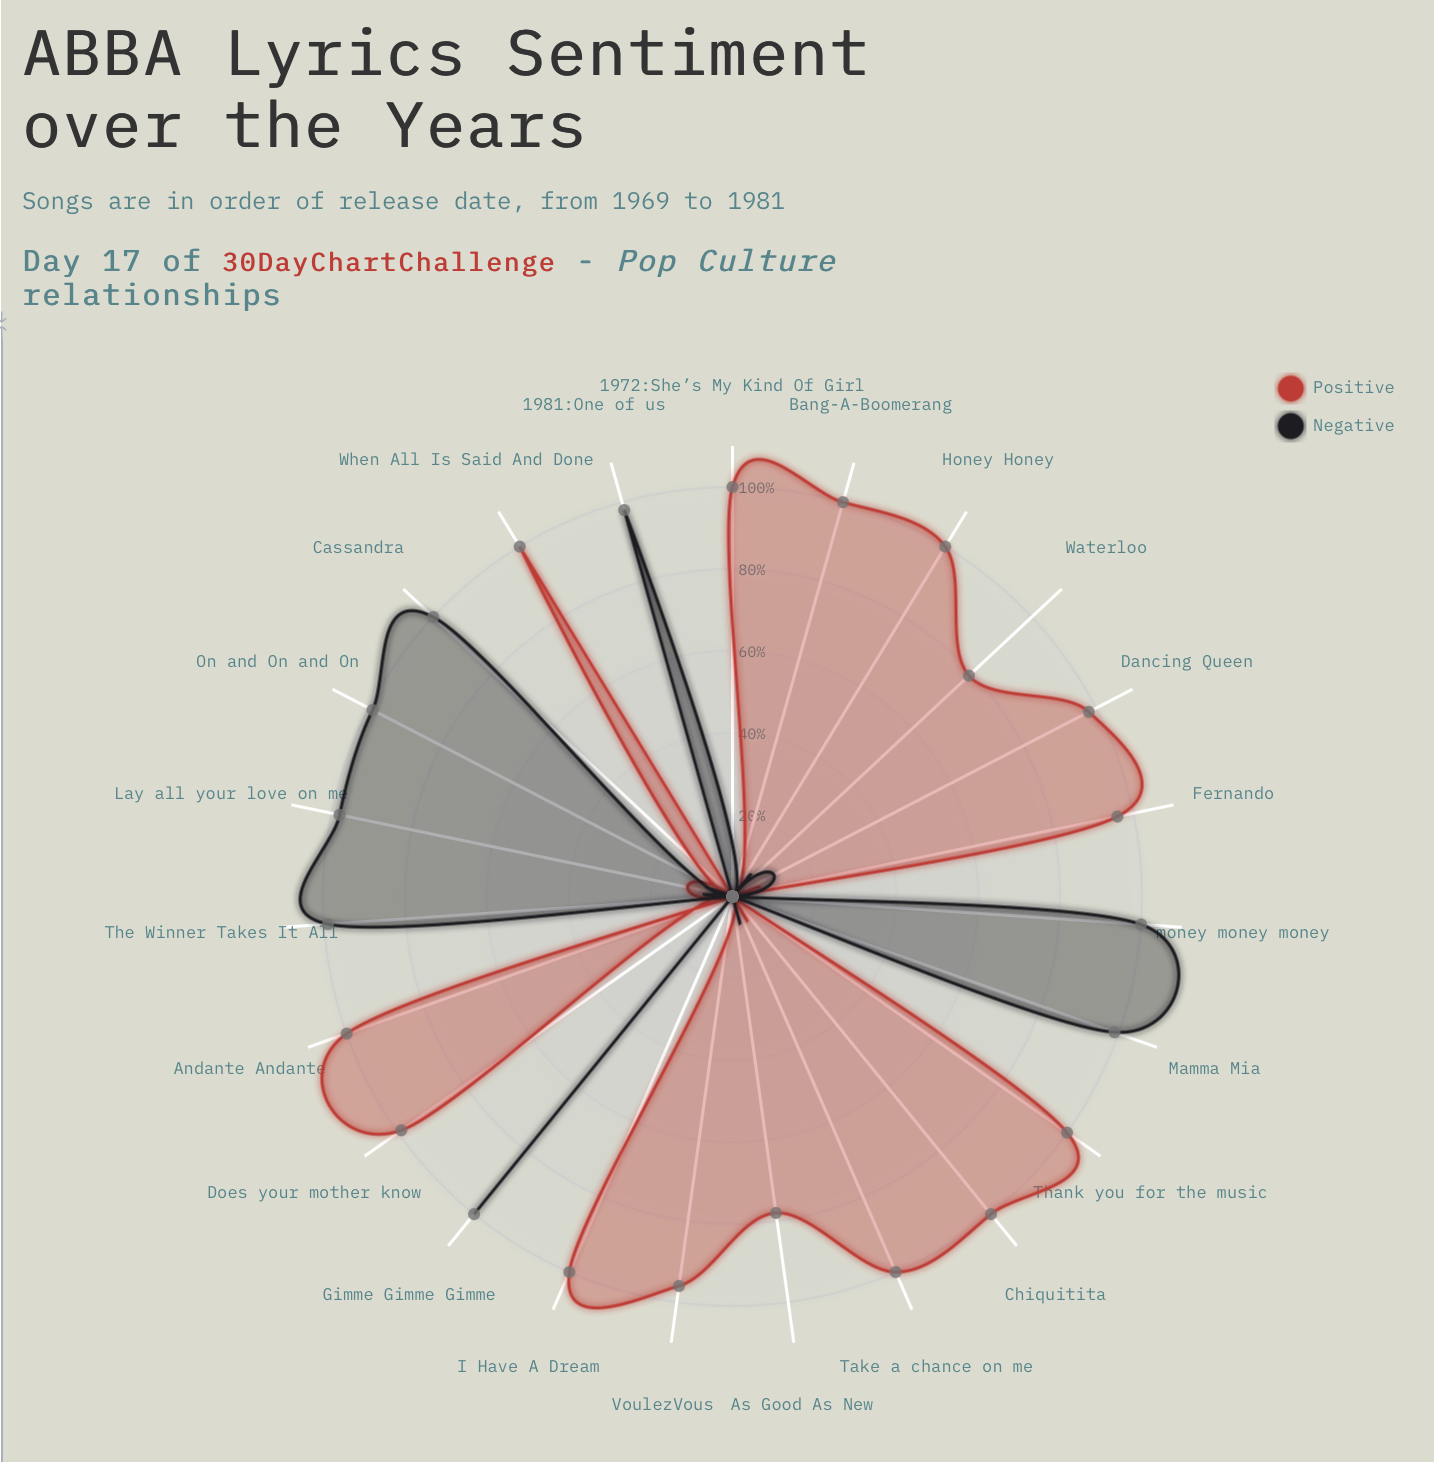 ABBA Lyrics Sentiment
over the Years
Songs are in order of release date, from 1969 to 1981
Day 17 of 30DayChartChallenge - Pop Culture
relationships
Positive
Negative
1972:She’s My Kind Of Girl
1981:One of us
Bang-A-Boomerang
When All Is Said And Done
Honey Honey
100%
Cassandra
Waterloo
80%
60%
On and On and On
Dancing Queen
40%
Lay all your love on me
Fernando
20%
The Winner Takes It All
money money money
Andante Andante
Mamma Mia
Does your mother know
Thank you for the music
Gimme Gimme Gimme
Chiquitita
I Have A Dream
Take a chance on me
VoulezVous
As Good As New